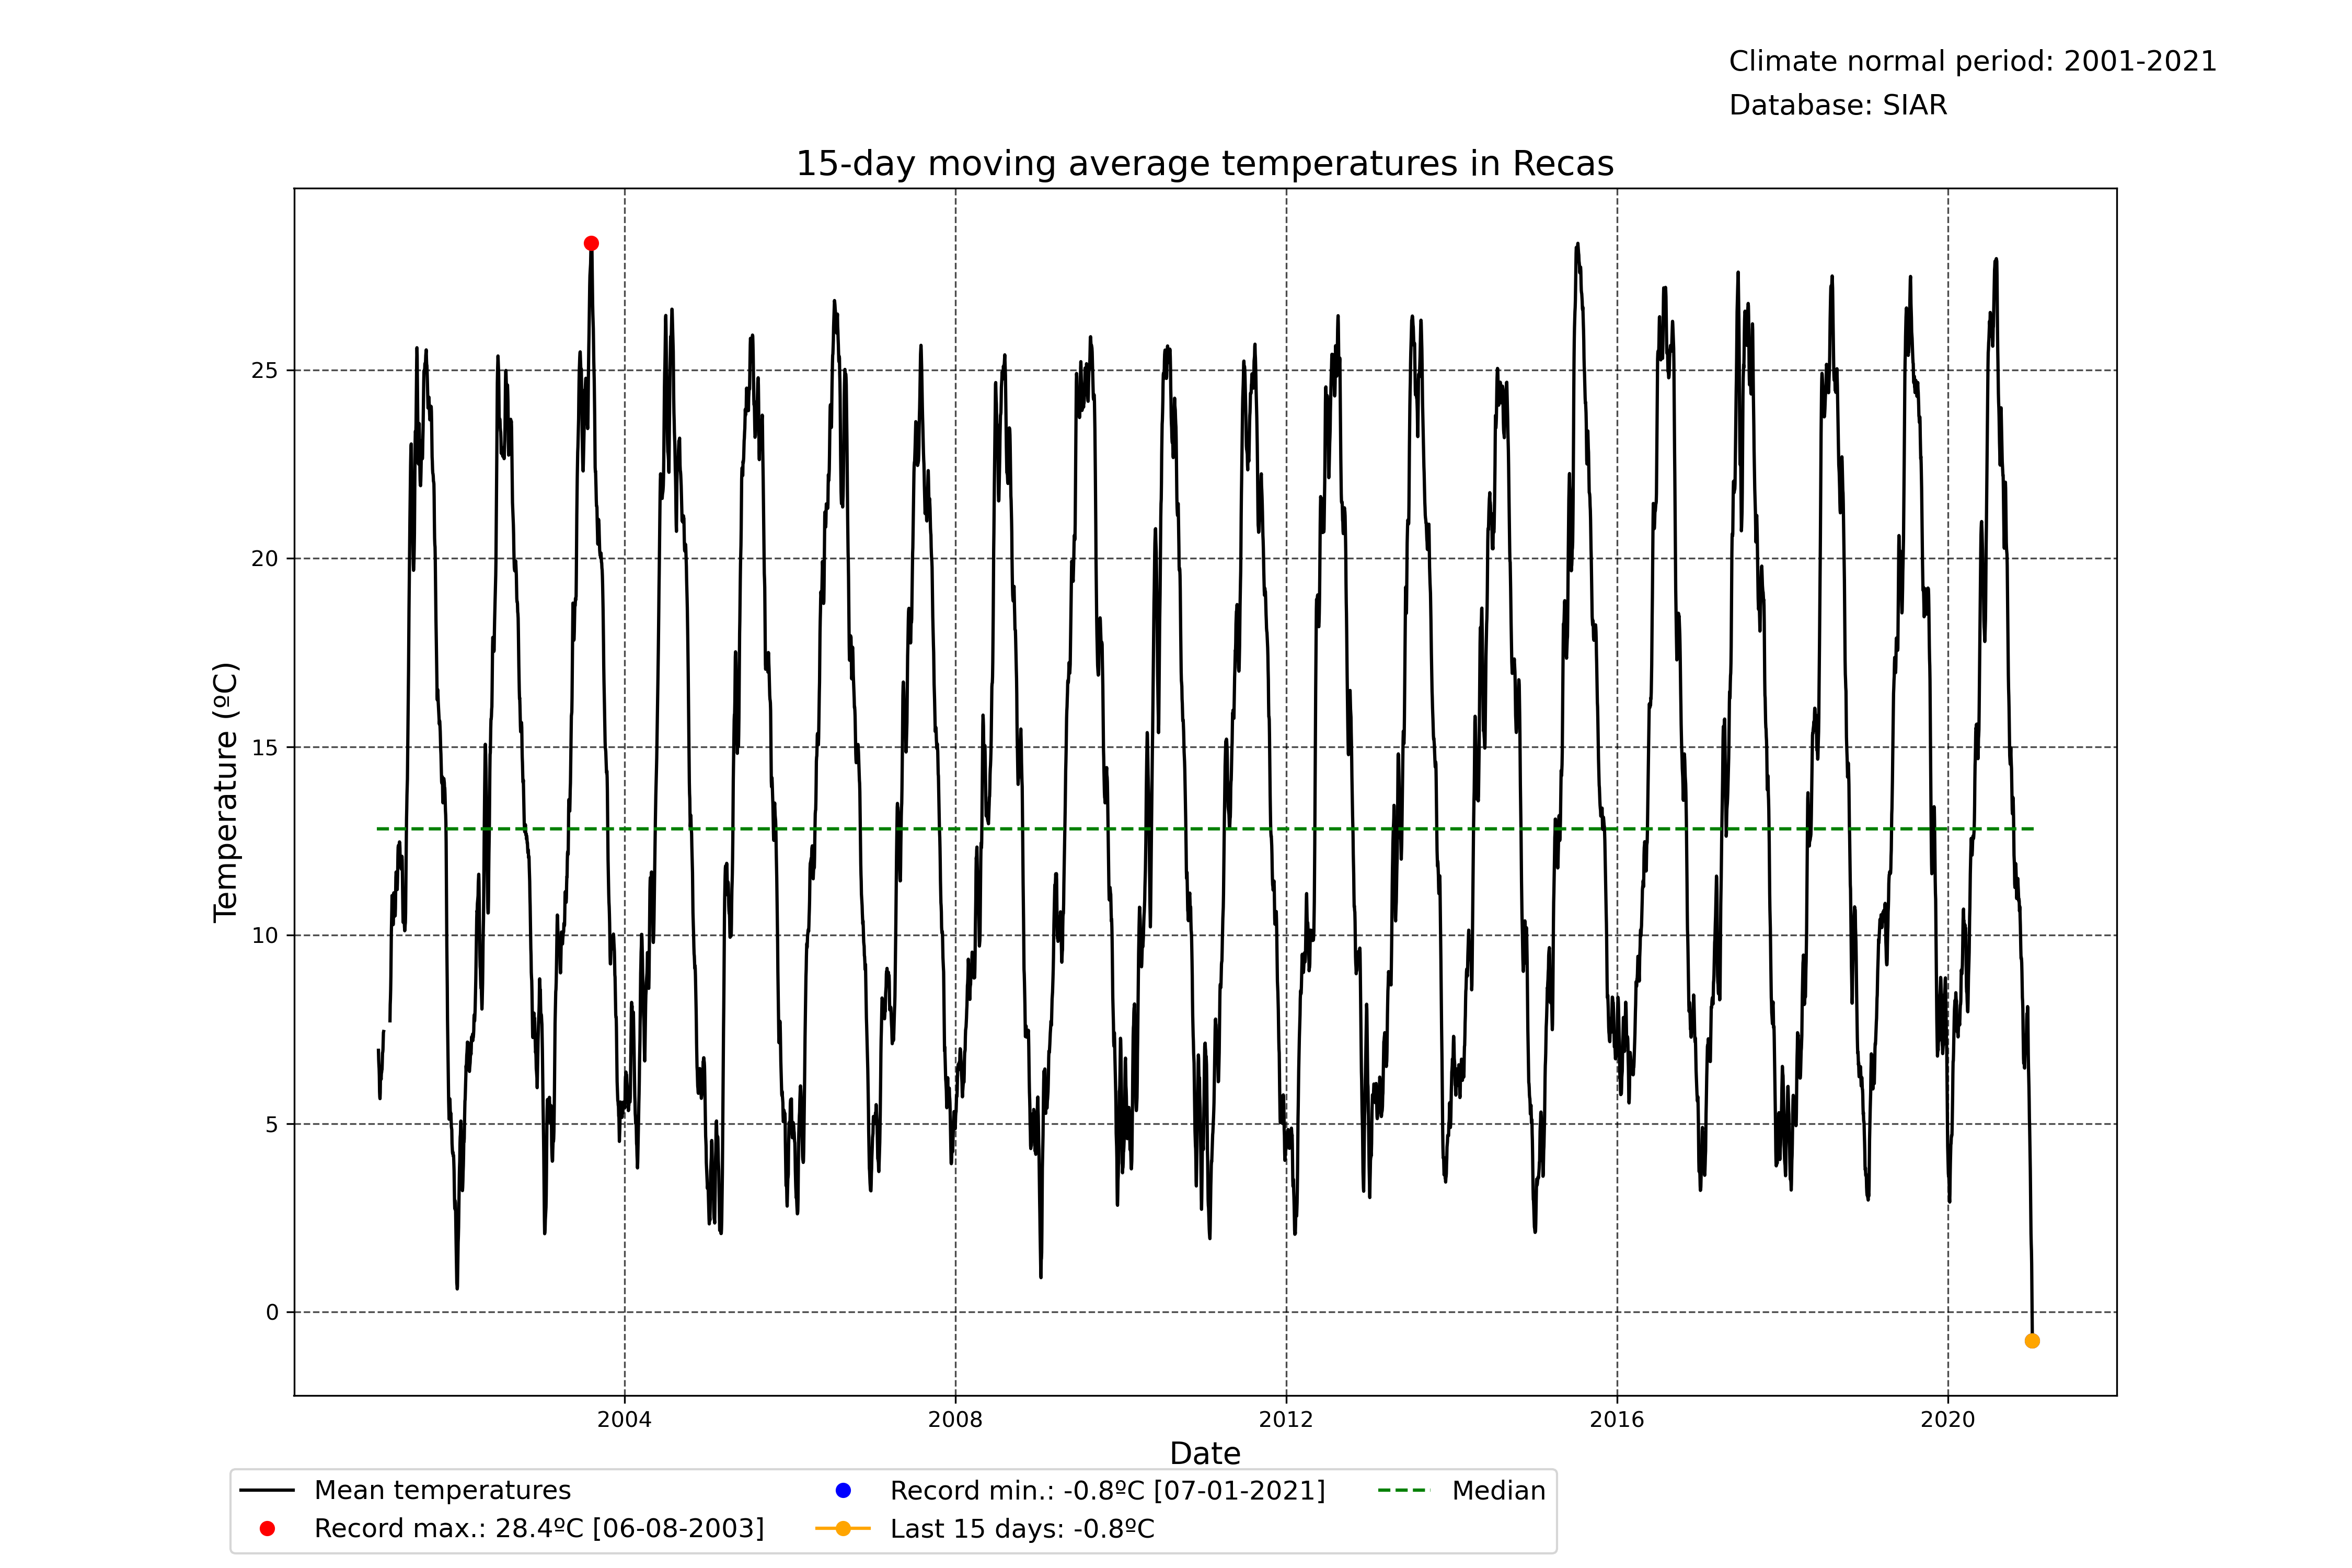 Climate normal period: 2001-2021
Database: SIAR
15-day moving average temperatures in Recas
Temperature (ºC)
25
20
15
10
5
0
2004
2008
2012
2016
2020
Date
Mean temperatures
Record max.: 28.4ºC [06-08-2003]
Record min.: -0.8ºC [07-01-2021]
Last 15 days: -0.8ºC
Median